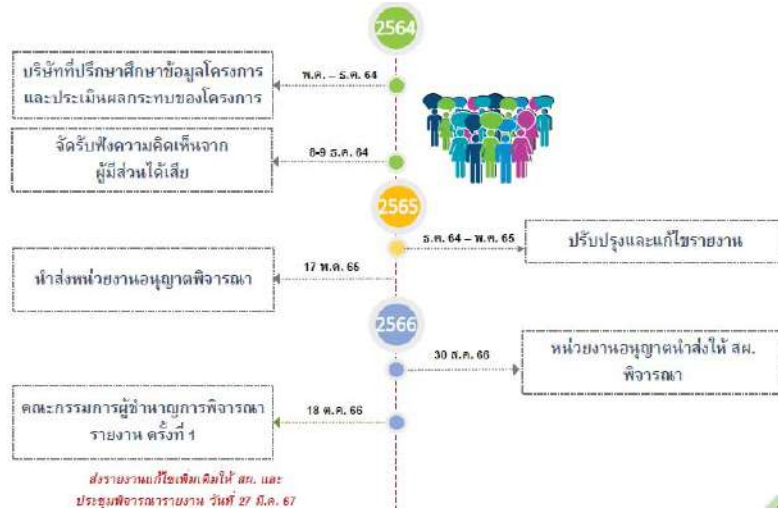 2564
บริษัทที่ปรึกษาศึกษาข้อมูลโครงการ
และประเมินผลกระทบของโครงการ
พ.ค. – ธ.ค. 64
จัดรับฟังความคิดเห็นจาก
ผู้มีส่วนได้เสีย
8-9 ธ.ค. 64
2565
ธ.ค. 64 – พ.ค. 65
ปรับปรุงและแก้ไขรายงาน
นำส่งหน่วยงานอนุญาตพิจารณา
17 พ.ค. 65
2566
30 ส.ค. 66
หน่วยงานอนุญาตนำส่งให้ สผ.
พิจารณา
คณะกรรมการผู้ชำนาญการพิจารณา
รายงาน ครั้งที่ 1
18 ต.ค. 66
ส่งรายงานแก้ไขเพิ่มเติมให้ สผ. และ
ประชุมพิจารณารายงาน วันที่ 27 มี.ค. 67